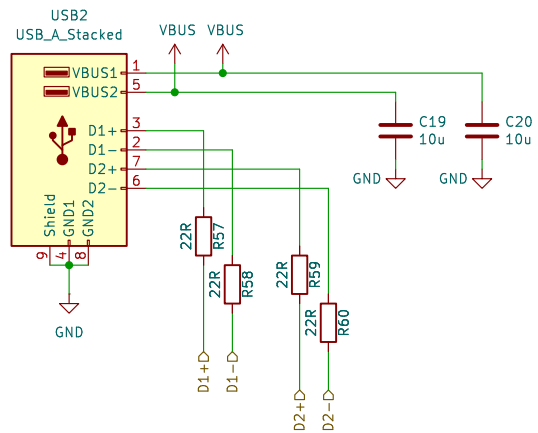 USB2
USB_A_Stacked
VBUS
VBUS
VBUS1
1
VBUS2
5
D1+
3
D1-
2
D2+
7
D2-
6
Shield
GND1
GND2
9
4
8
GND
C19
10u
C20
10u
GND
GND
22R
R57
22R
R58
22R
R59
22R
R60
D1+
D1-
D2+
D2-